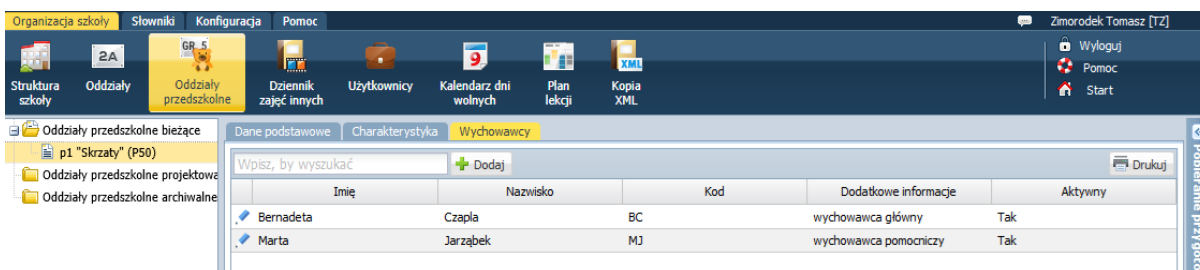 Organizacja szkoły Słowniki Konfiguracja Pomoc Zimorodek Tomasz [TZ]
2A GR. 5 9 XML
Struktura szkoły
Oddziały
Oddziały przedszkolne
Dziennik zajęć innych
Użytkownicy
Kalendarz dni wolnych
Plan lekcji
Kopia XML
Wyloguj
Pomoc
Start
Oddziały przedszkolne bieżące
p1 "Skrzaty" (P50)
Oddziały przedszkolne projektowa
Oddziały przedszkolne archiwalne
Dane podstawowe Charakterystyka Wychowawcy
Wpisz, by wyszukać Dodaj Drukuj
Imię Nazwisko Kod Dodatkowe informacje Aktywny
Bernadeta Czapla BC wychowawca główny Tak
Marta Jarząbek MJ wychowawca pomocniczy Tak
Pobieranie przygoto